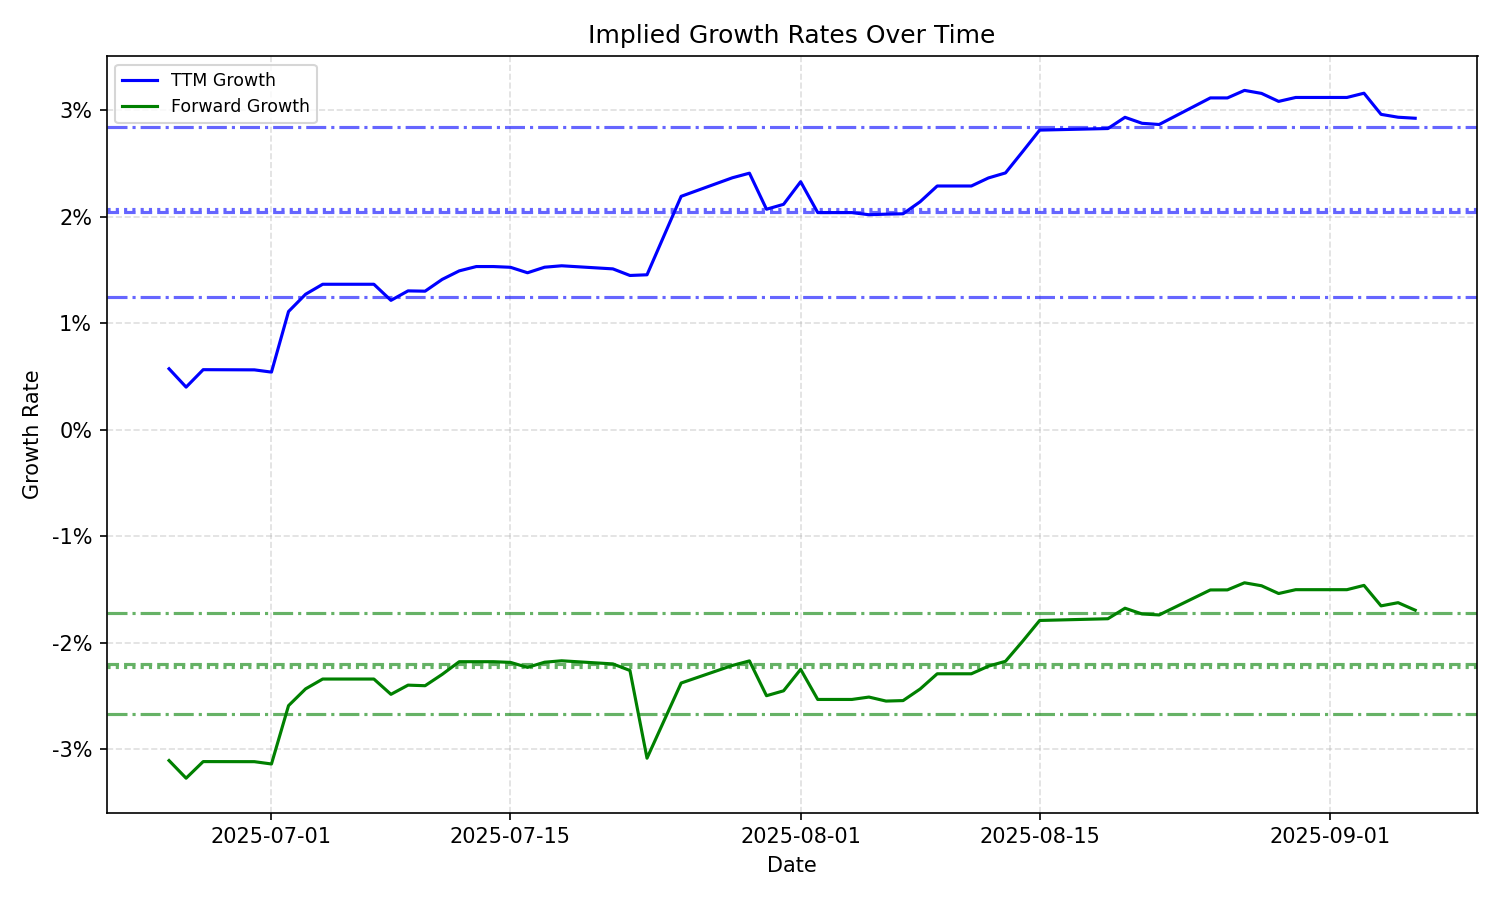 Implied Growth Rates Over Time
TTM Growth
Forward Growth
3%
2%
1%
0%
-1%
-2%
-3%
Growth Rate
2025-07-01
2025-07-15
2025-08-01
2025-08-15
2025-09-01
Date